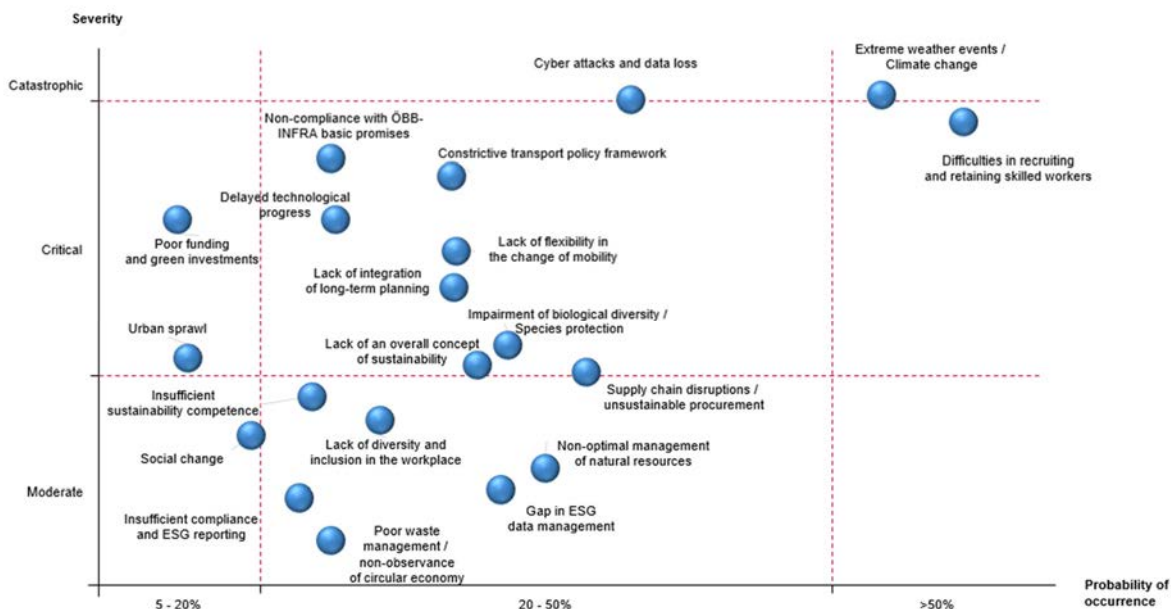 Severity
Catastrophic
Cyber attacks and data loss
Extreme weather events /
Climate change
Non-compliance with ÖBB-
INFRA basic promises
Constrictive transport policy framework
Difficulties in recruiting
and retaining skilled workers
Delayed technological
progress
Critical
Poor funding
and green investments
Lack of flexibility in
the change of mobility
Lack of integration
of long-term planning
Impairment of biological diversity /
Species protection
Urban sprawl
Lack of an overall concept
of sustainability
Supply chain disruptions /
unsustainable procurement
Insufficient
sustainability competence
Social change
Lack of diversity and
inclusion in the workplace
Non-optimal management
of natural resources
Moderate
Insufficient compliance
and ESG reporting
Gap in ESG
data management
Poor waste
management /
non-observance
of circular economy
5 - 20%
20 - 50%
>50%
Probability of
occurrence